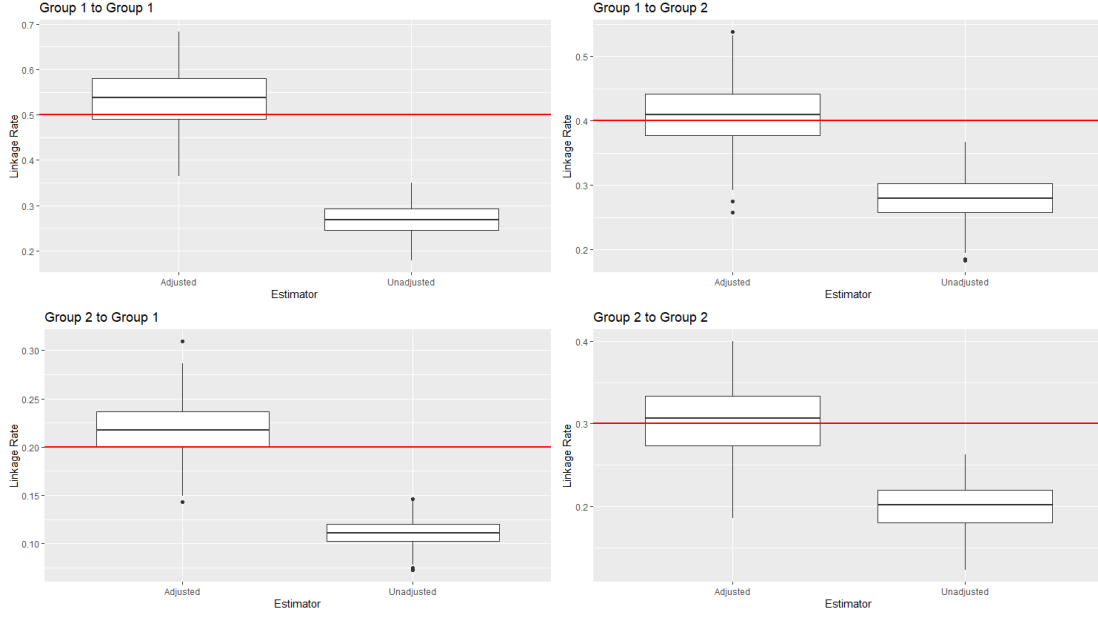 Group 1 to Group 1
Linkage Rate
0.7
0.6
0.5
0.4
0.3
0.2
Adjusted
Unadjusted
Estimator
Group 1 to Group 2
Linkage Rate
0.5
0.4
0.3
0.2
Adjusted
Unadjusted
Estimator
Group 2 to Group 1
Linkage Rate
0.30
0.25
0.20
0.15
0.10
Adjusted
Unadjusted
Estimator
Group 2 to Group 2
Linkage Rate
0.4
0.3
0.2
Adjusted
Unadjusted
Estimator